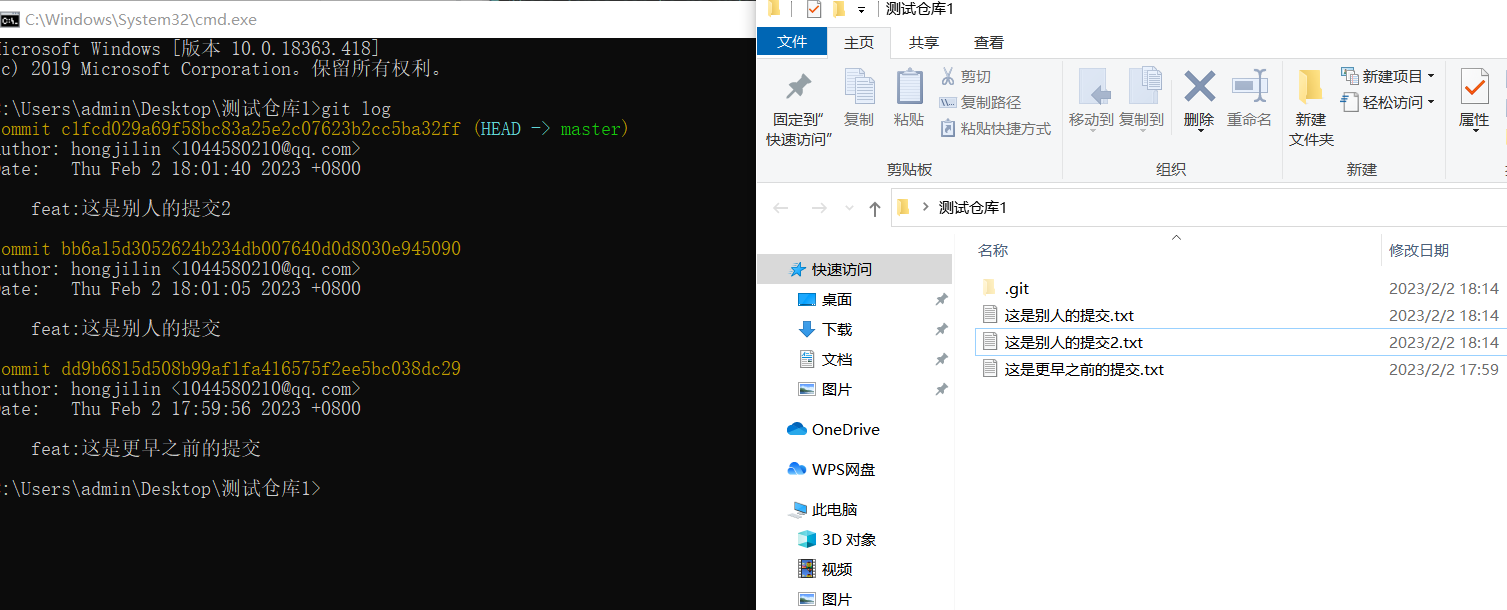 C:\Windows\System32\cmd.exe
icrosoft Windows [版本 10.0.18363.418]
c) 2019 Microsoft Corporation。保留所有权利。
:\Users\admin\Desktop\测试仓库1>git log
ommit c1fcd029a69f58bc83a25e2c07623b2cc5ba32ff (HEAD -> master)
uthor: hongjilin <1044580210@qq.com>
ate: Thu Feb 2 18:01:40 2023 +0800
feat:这是别人的提交2
ommit bb6a15d3052624b234db007640d0d8030e945090
uthor: hongjilin <1044580210@qq.com>
ate: Thu Feb 2 18:01:05 2023 +0800
feat:这是别人的提交
ommit dd9b6815d508b99af1fa416575f2ee5bc038dc29
uthor: hongjilin <1044580210@qq.com>
ate: Thu Feb 2 17:59:56 2023 +0800
feat:这是更早之前的提交
:\Users\admin\Desktop\测试仓库1>
测试仓库1
文件 主页 共享 查看
固定到"快速访问"
复制
粘贴
剪切
复制路径
粘贴快捷方式
剪贴板
移动到 复制到 删除 重命名
组织
新建文件夹
新建项目
轻松访问
新建
属性
测试仓库1
快速访问
桌面
下载
文档
图片
OneDrive
WPS网盘
此电脑
3D 对象
视频
图片
名称 修改日期
.git 2023/2/2 18:14
这是别人的提交.txt 2023/2/2 18:14
这是别人的提交2.txt 2023/2/2 18:14
这是更早之前的提交.txt 2023/2/2 17:59